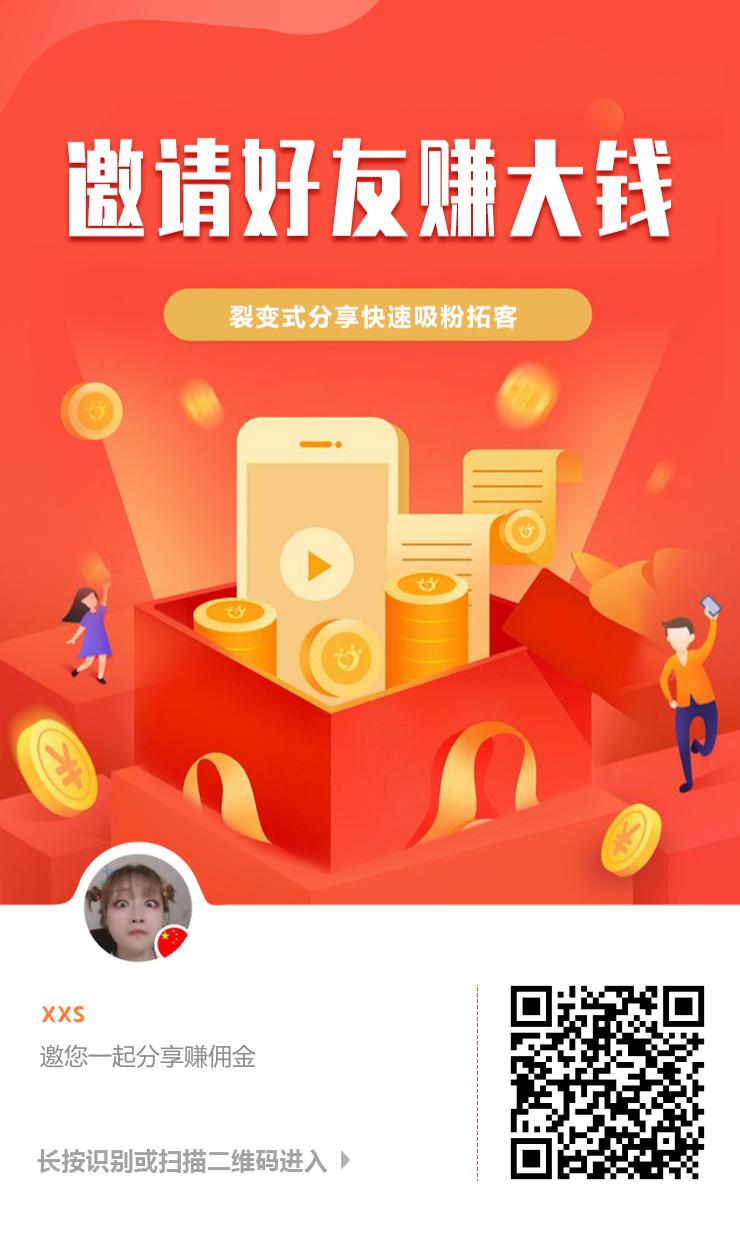 邀请好友赚大钱
裂变式分享快速吸粉拓客
XXS
邀您一起分享赚佣金
长按识别或扫描二维码进入